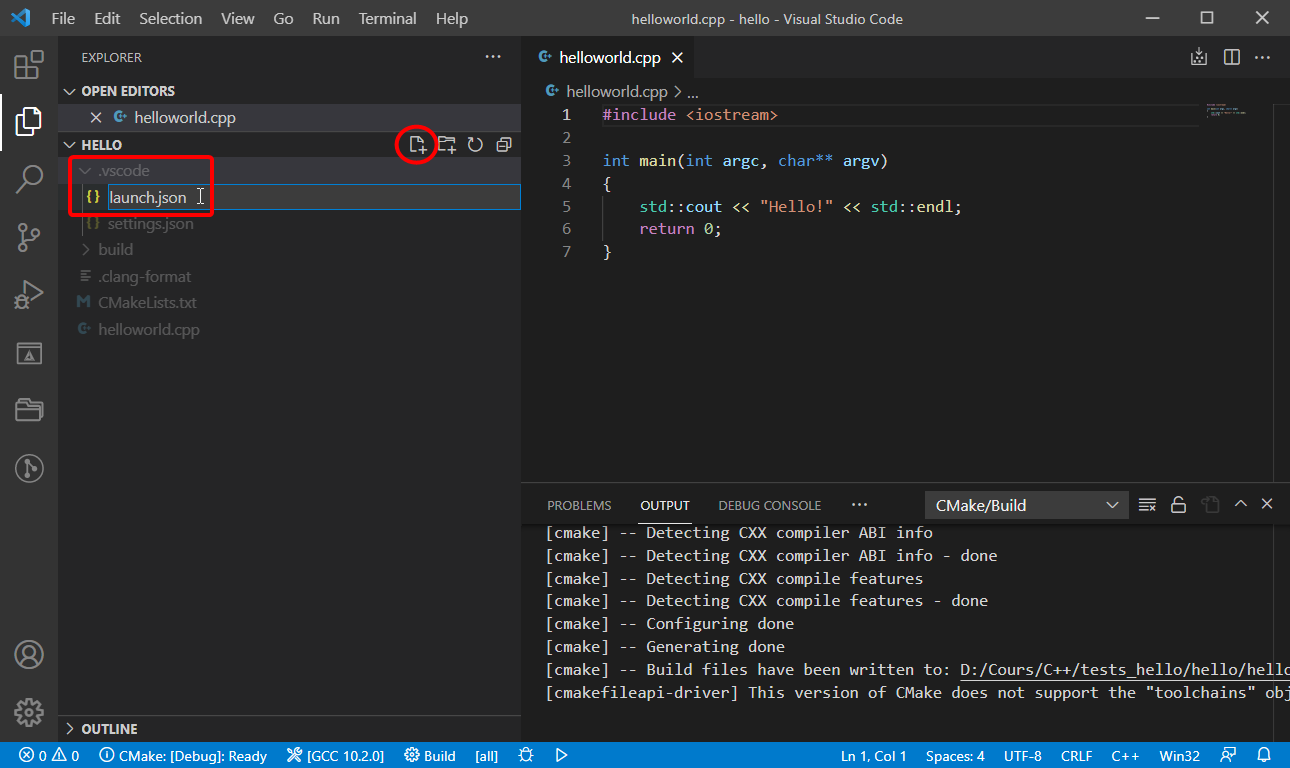 File Edit Selection View Go Run Terminal Help helloworld.cpp - hello - Visual Studio Code
EXPLORER
OPEN EDITORS
helloworld.cpp
HELLO
.vscode
launch.json
settings.json
build
.clang-format
CMakeLists.txt
helloworld.cpp
OUTLINE
helloworld.cpp
helloworld.cpp > ...
1 #include <iostream>
2
3 int main(int argc, char** argv)
4 {
5 std::cout << "Hello!" << std::endl;
6 return 0;
7 }
PROBLEMS OUTPUT DEBUG CONSOLE ··· CMake/Build
[cmake] -- Detecting CXX compiler ABI info
[cmake] -- Detecting CXX compiler ABI info - done
[cmake] -- Detecting CXX compile features
[cmake] -- Detecting CXX compile features - done
[cmake] -- Configuring done
[cmake] -- Generating done
[cmake] -- Build files have been written to: D:/Cours/C++/tests_hello/hello/hello
[cmakefileapi-driver] This version of CMake does not support the "toolchains" obj
0 0 CMake: [Debug]: Ready [GCC 10.2.0] Build [all] Ln 1, Col 1 Spaces: 4 UTF-8 CRLF C++ Win32